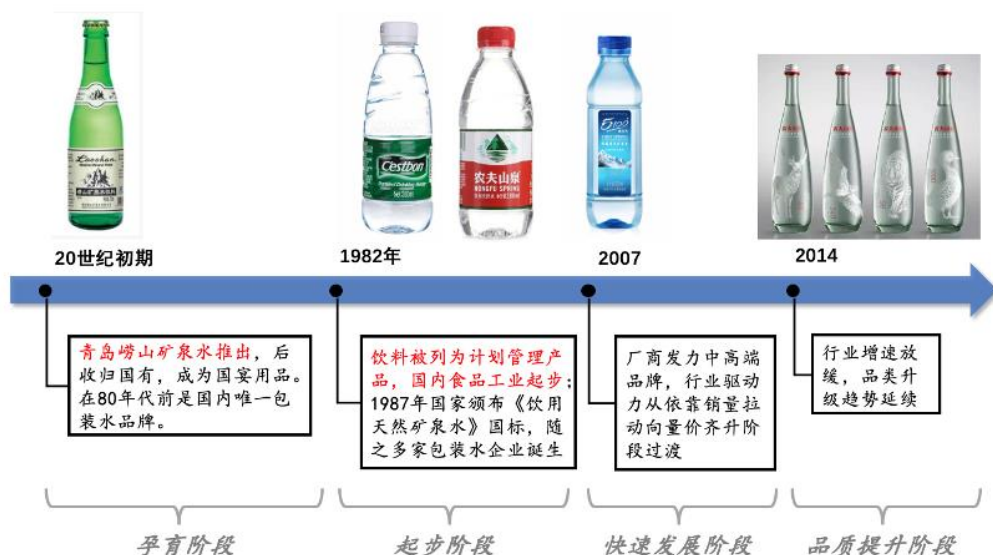 Laoshan
崂山矿泉水
Cestbon
农夫山泉
NONGFU SPRING
5100
20世纪初期
1982年
2007
2014
青岛崂山矿泉水推出，后
收归国有，成为国宴用品。
在80年代前是国内唯一包
装水品牌。
饮料被列为计划管理产
品，国内食品工业起步；
1987年国家颁布《饮用
天然矿泉水》国标，随
之多家包装水企业诞生
厂商发力中高端
品牌，行业驱动
力从依靠销量拉
动向量价齐升阶
段过渡
行业增速放
缓，品类升
级趋势延续
孕育阶段
起步阶段
快速发展阶段
品质提升阶段